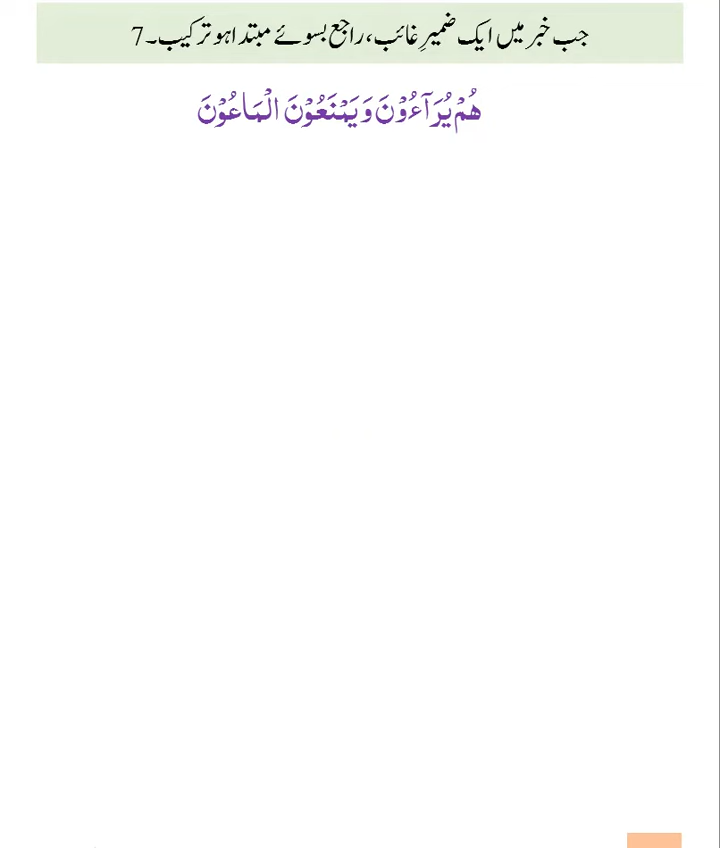 جب خبر میں ایک ضمیرِ غائب، راجع بسوئے مبتدا ہو ترکیب۔7
هُمْ يُرَآءُوْنَ وَ يَمْنَعُوْنَ الْمَاعُوْنَ